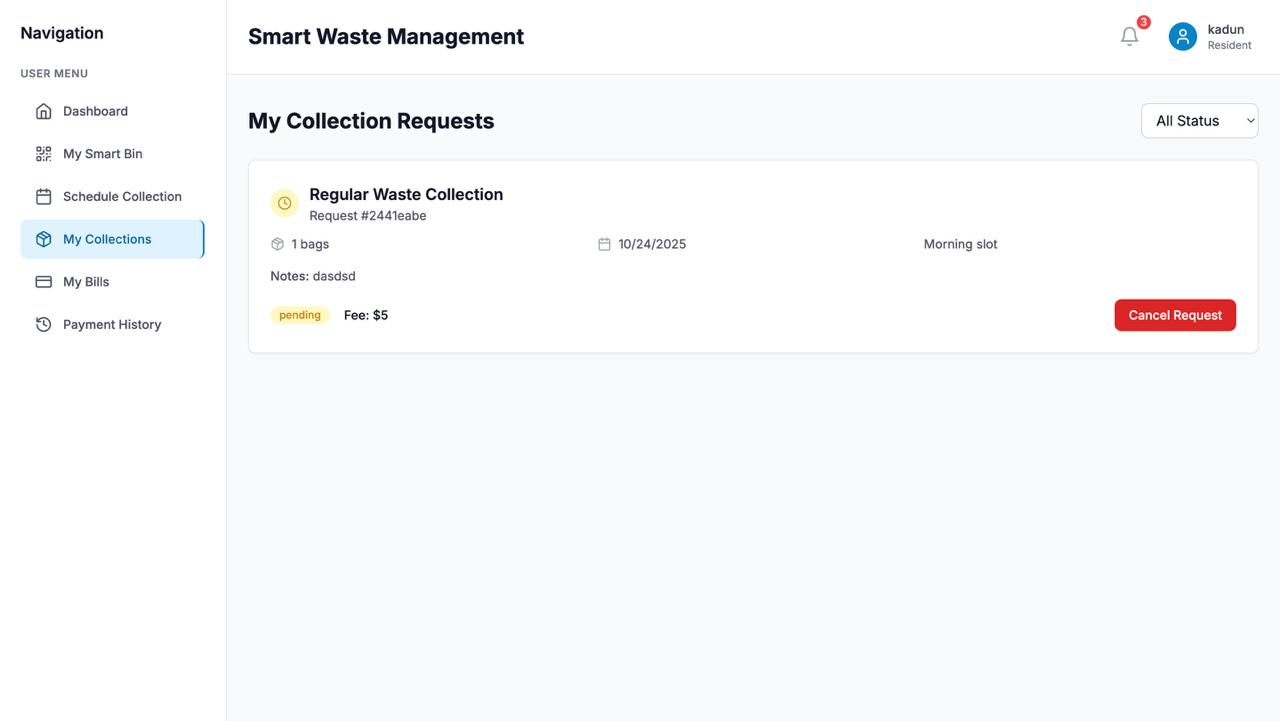 Navigation
USER MENU
Dashboard
My Smart Bin
Schedule Collection
My Collections
My Bills
Payment History
Smart Waste Management
3
kadun
Resident
My Collection Requests
All Status
Regular Waste Collection
Request #2441eabe
1 bags
10/24/2025
Morning slot
Notes: dasdsd
pending
Fee: $5
Cancel Request